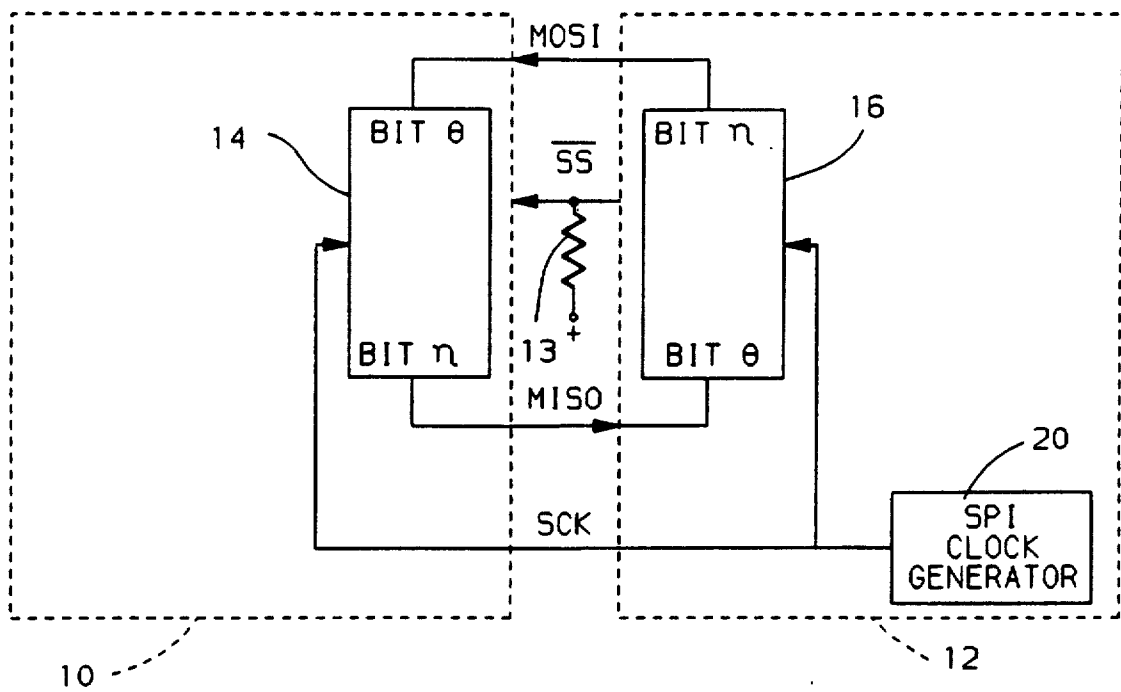 MOSI
14
BIT θ
BIT η
16
SS
13
+
BIT η
BIT θ
MISO
20
SCK
SPI
CLOCK
GENERATOR
10
12